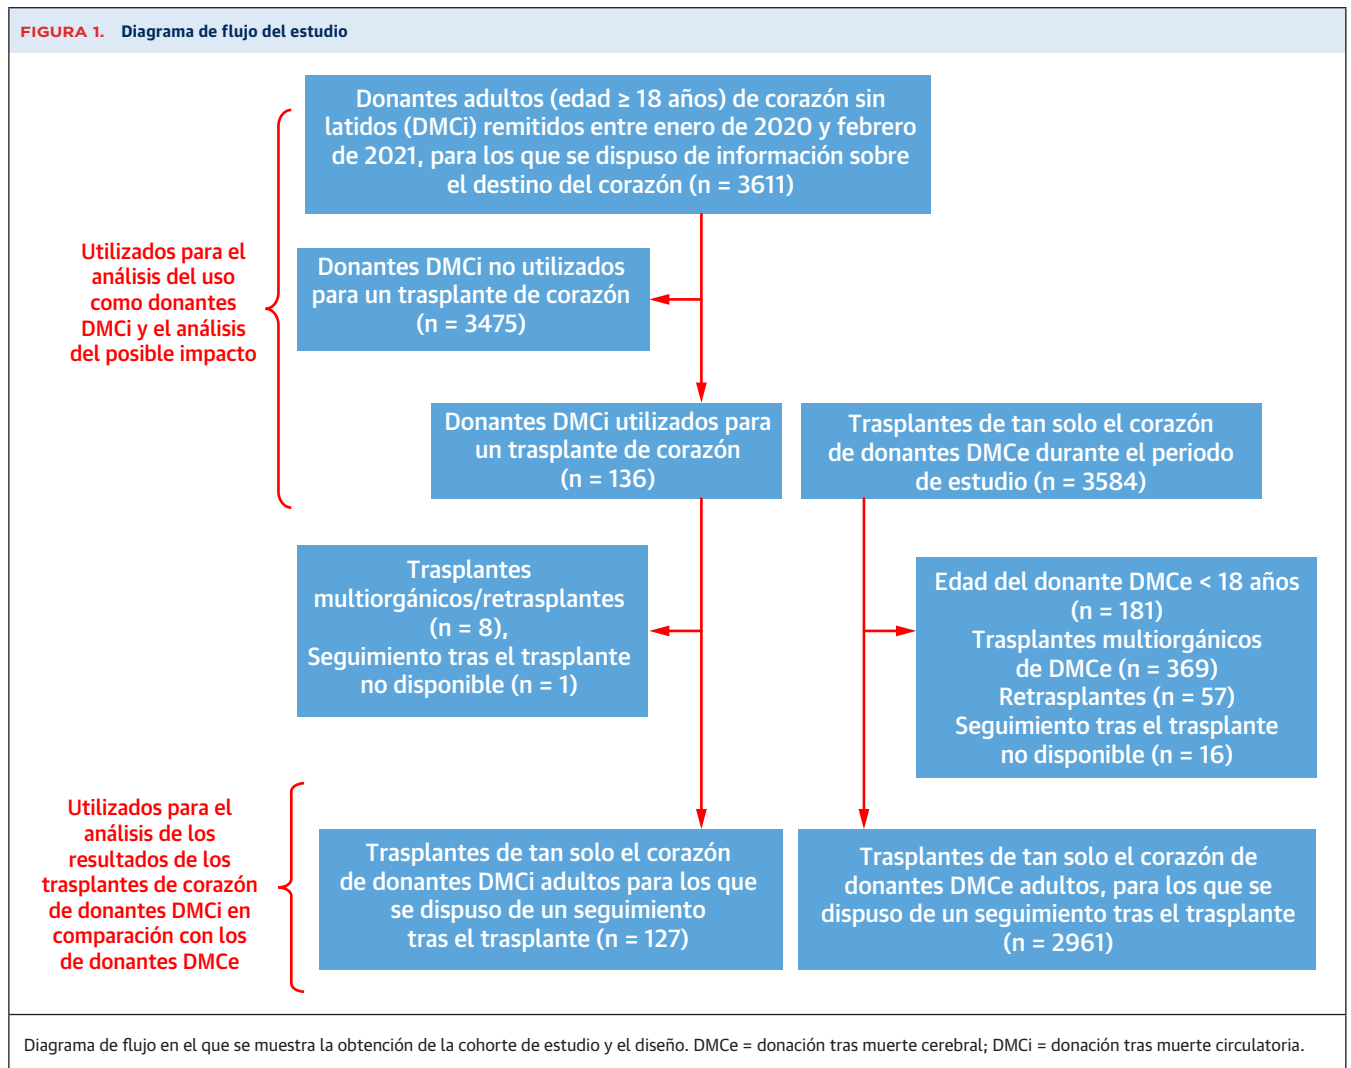 FIGURA 1. Diagrama de flujo del estudio
Donantes adultos (edad ≥ 18 años) de corazón sin
latidos (DMCi) remitidos entre enero de 2020 y febrero
de 2021, para los que se dispuso de información sobre
el destino del corazón (n = 3611)
Utilizados para el
análisis del uso
como donantes
DMCi y el análisis
del posible impacto
Donantes DMCi no utilizados
para un trasplante de corazón
(n = 3475)
Donantes DMCi utilizados para
un trasplante de corazón
(n = 136)
Trasplantes de tan solo el corazón
de donantes DMCe durante el periodo
de estudio (n = 3584)
Trasplantes
multiorgánicos/retrasplantes
(n = 8),
Seguimiento tras el trasplante
no disponible (n = 1)
Edad del donante DMCe < 18 años
(n = 181)
Trasplantes multiorgánicos
de DMCe (n = 369)
Retrasplantes (n = 57)
Seguimiento tras el trasplante
no disponible (n = 16)
Utilizados para el
análisis de los
resultados de los
trasplantes de corazón
de donantes DMCi en
comparación con los
de donantes DMCe
Trasplantes de tan solo el corazón
de donantes DMCi adultos para los que
se dispuso de un seguimiento
tras el trasplante (n = 127)
Trasplantes de tan solo el corazón de
donantes DMCe adultos, para los que se
dispuso de un seguimiento tras el trasplante
(n = 2961)
Diagrama de flujo en el que se muestra la obtención de la cohorte de estudio y el diseño. DMCe = donación tras muerte cerebral; DMCi = donación tras muerte circulatoria.